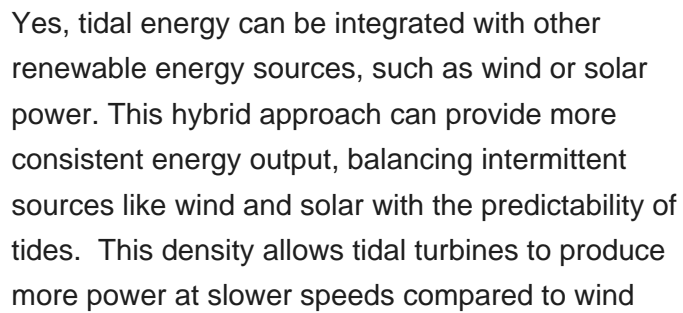 Yes, tidal energy can be integrated with other
renewable energy sources, such as wind or solar
power. This hybrid approach can provide more
consistent energy output, balancing intermittent
sources like wind and solar with the predictability of
tides.  This density allows tidal turbines to produce
more power at slower speeds compared to wind